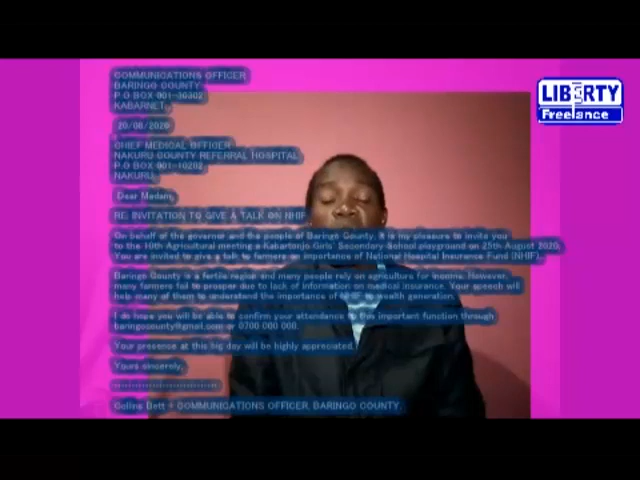 LIBERTY
Freelance
COMMUNICATIONS OFFICER
BARINGO COUNTY
P.O BOX 901-30302
KABARNET.
20/08/2020
CHIEF MEDICAL OFFICER
NAKURU COUNTY REFERRAL HOSPITAL
P.O BOX 901-10202
NAKURU.
Dear Madam,
RE: INVITATION TO GIVE A TALK ON NHIF
On behalf of the governor and the people of Baringo County, it is my pleasure to invite you
to the 10th Agricultural meeting a Kabartonjo Girls' Secondary School playground on 25th August 2020.
You are invited to give a talk to farmers on importance of National Hospital Insurance Fund (NHIF).
Baringo County is a fertile region and many people rely on agriculture for income. However,
many farmers fail to prosper due to lack of information on medical insurance. Your speech will
help many of them to understand the importance of NHIF to wealth generation.
I do hope you will be able to confirm your attendance to this important function through
baringocounty@gmail.com or 0700 000 000.
Your presence at this big day will be highly appreciated.
Yours sincerely,
Collins Bett - COMMUNICATIONS OFFICER, BARINGO COUNTY.